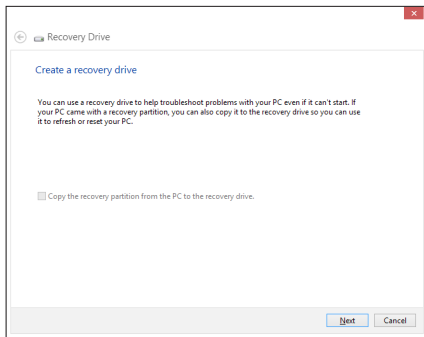 Recovery Drive
Create a recovery drive
You can use a recovery drive to help troubleshoot problems with your PC even if it can't start. If
your PC came with a recovery partition, you can also copy it to the recovery drive so you can use
it to refresh or reset your PC.
Copy the recovery partition from the PC to the recovery drive.
Next Cancel